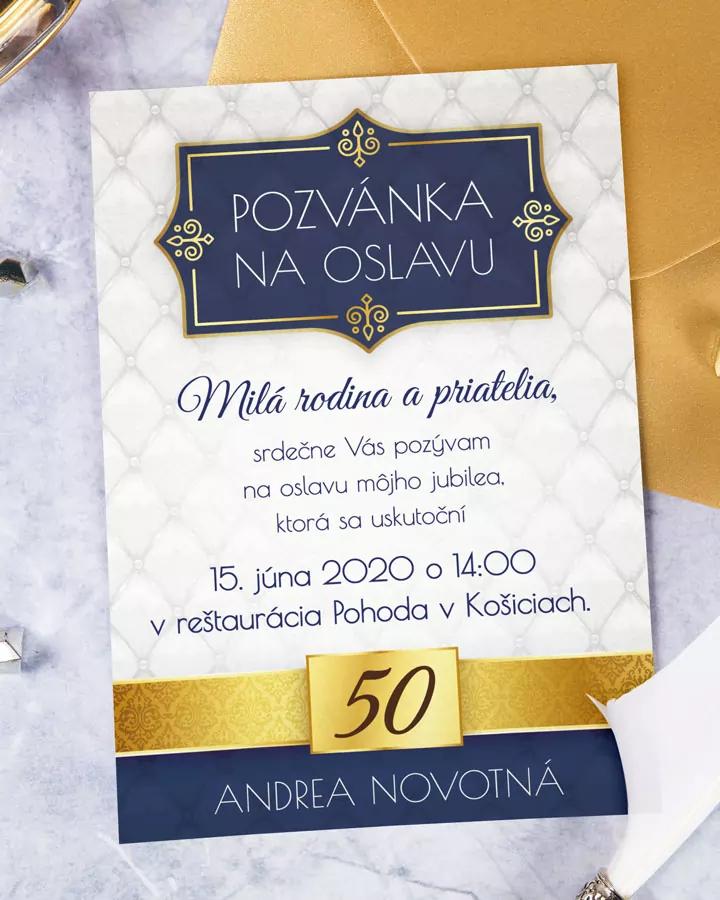 POZVÁNKA
NA OSLAVU
Milá rodina a priatelia,
srdečne Vás pozývam
na oslavu môjho jubilea,
ktorá sa uskutoční
15. júna 2020 o 14:00
v reštaurácia Pohoda v Košiciach.
50
ANDREA NOVOTNÁ